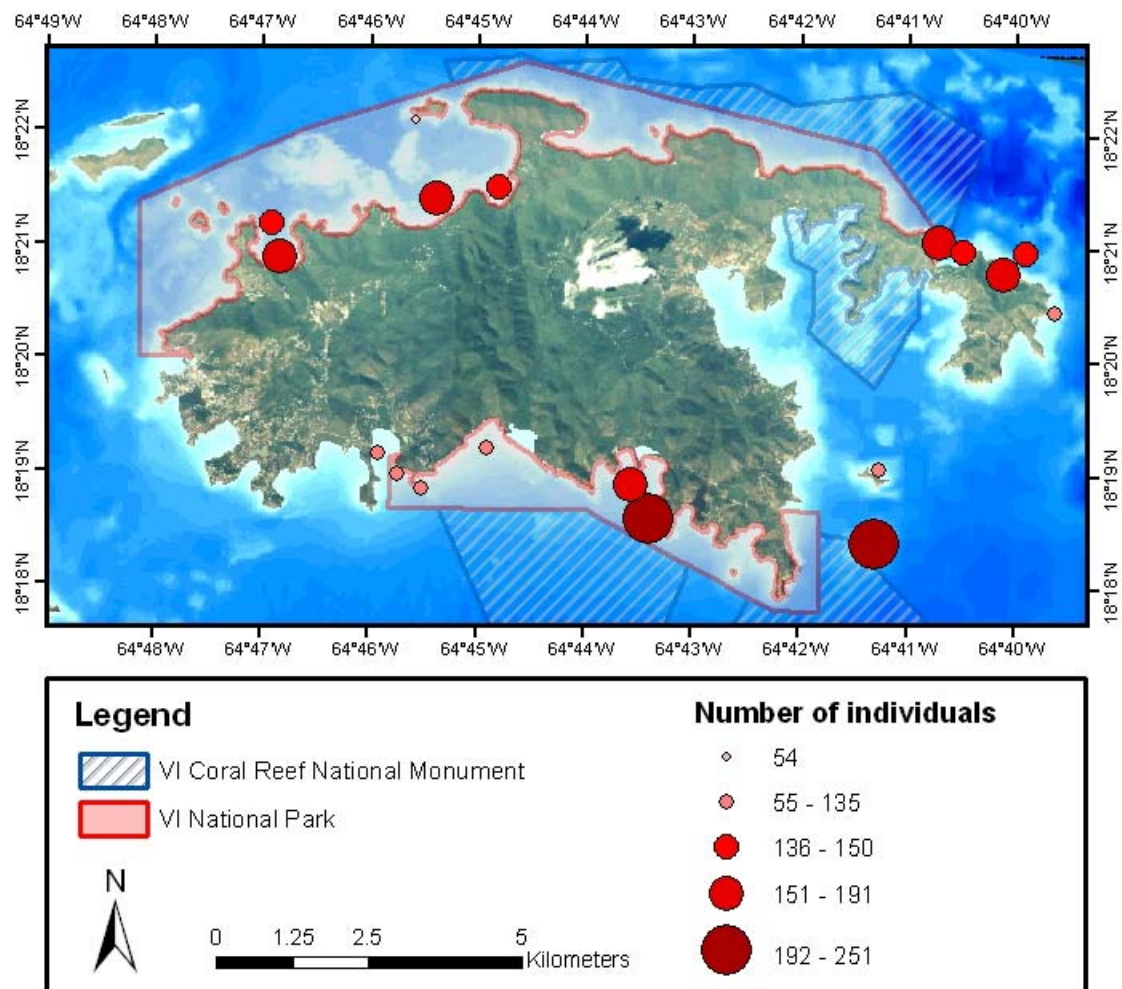 64°49'W 64°48'W 64°47'W 64°46'W 64°45'W 64°44'W 64°43'W 64°42'W 64°41'W 64°40'W
18°22'N 18°22'N
18°21'N 18°21'N
18°20'N 18°20'N
18°19'N 18°19'N
18°18'N 18°18'N
64°48'W 64°47'W 64°46'W 64°45'W 64°44'W 64°43'W 64°42'W 64°41'W 64°40'W
Legend
VI Coral Reef National Monument
VI National Park
N
0 1.25 2.5 5
Kilometers
Number of individuals
54
55 - 135
136 - 150
151 - 191
192 - 251